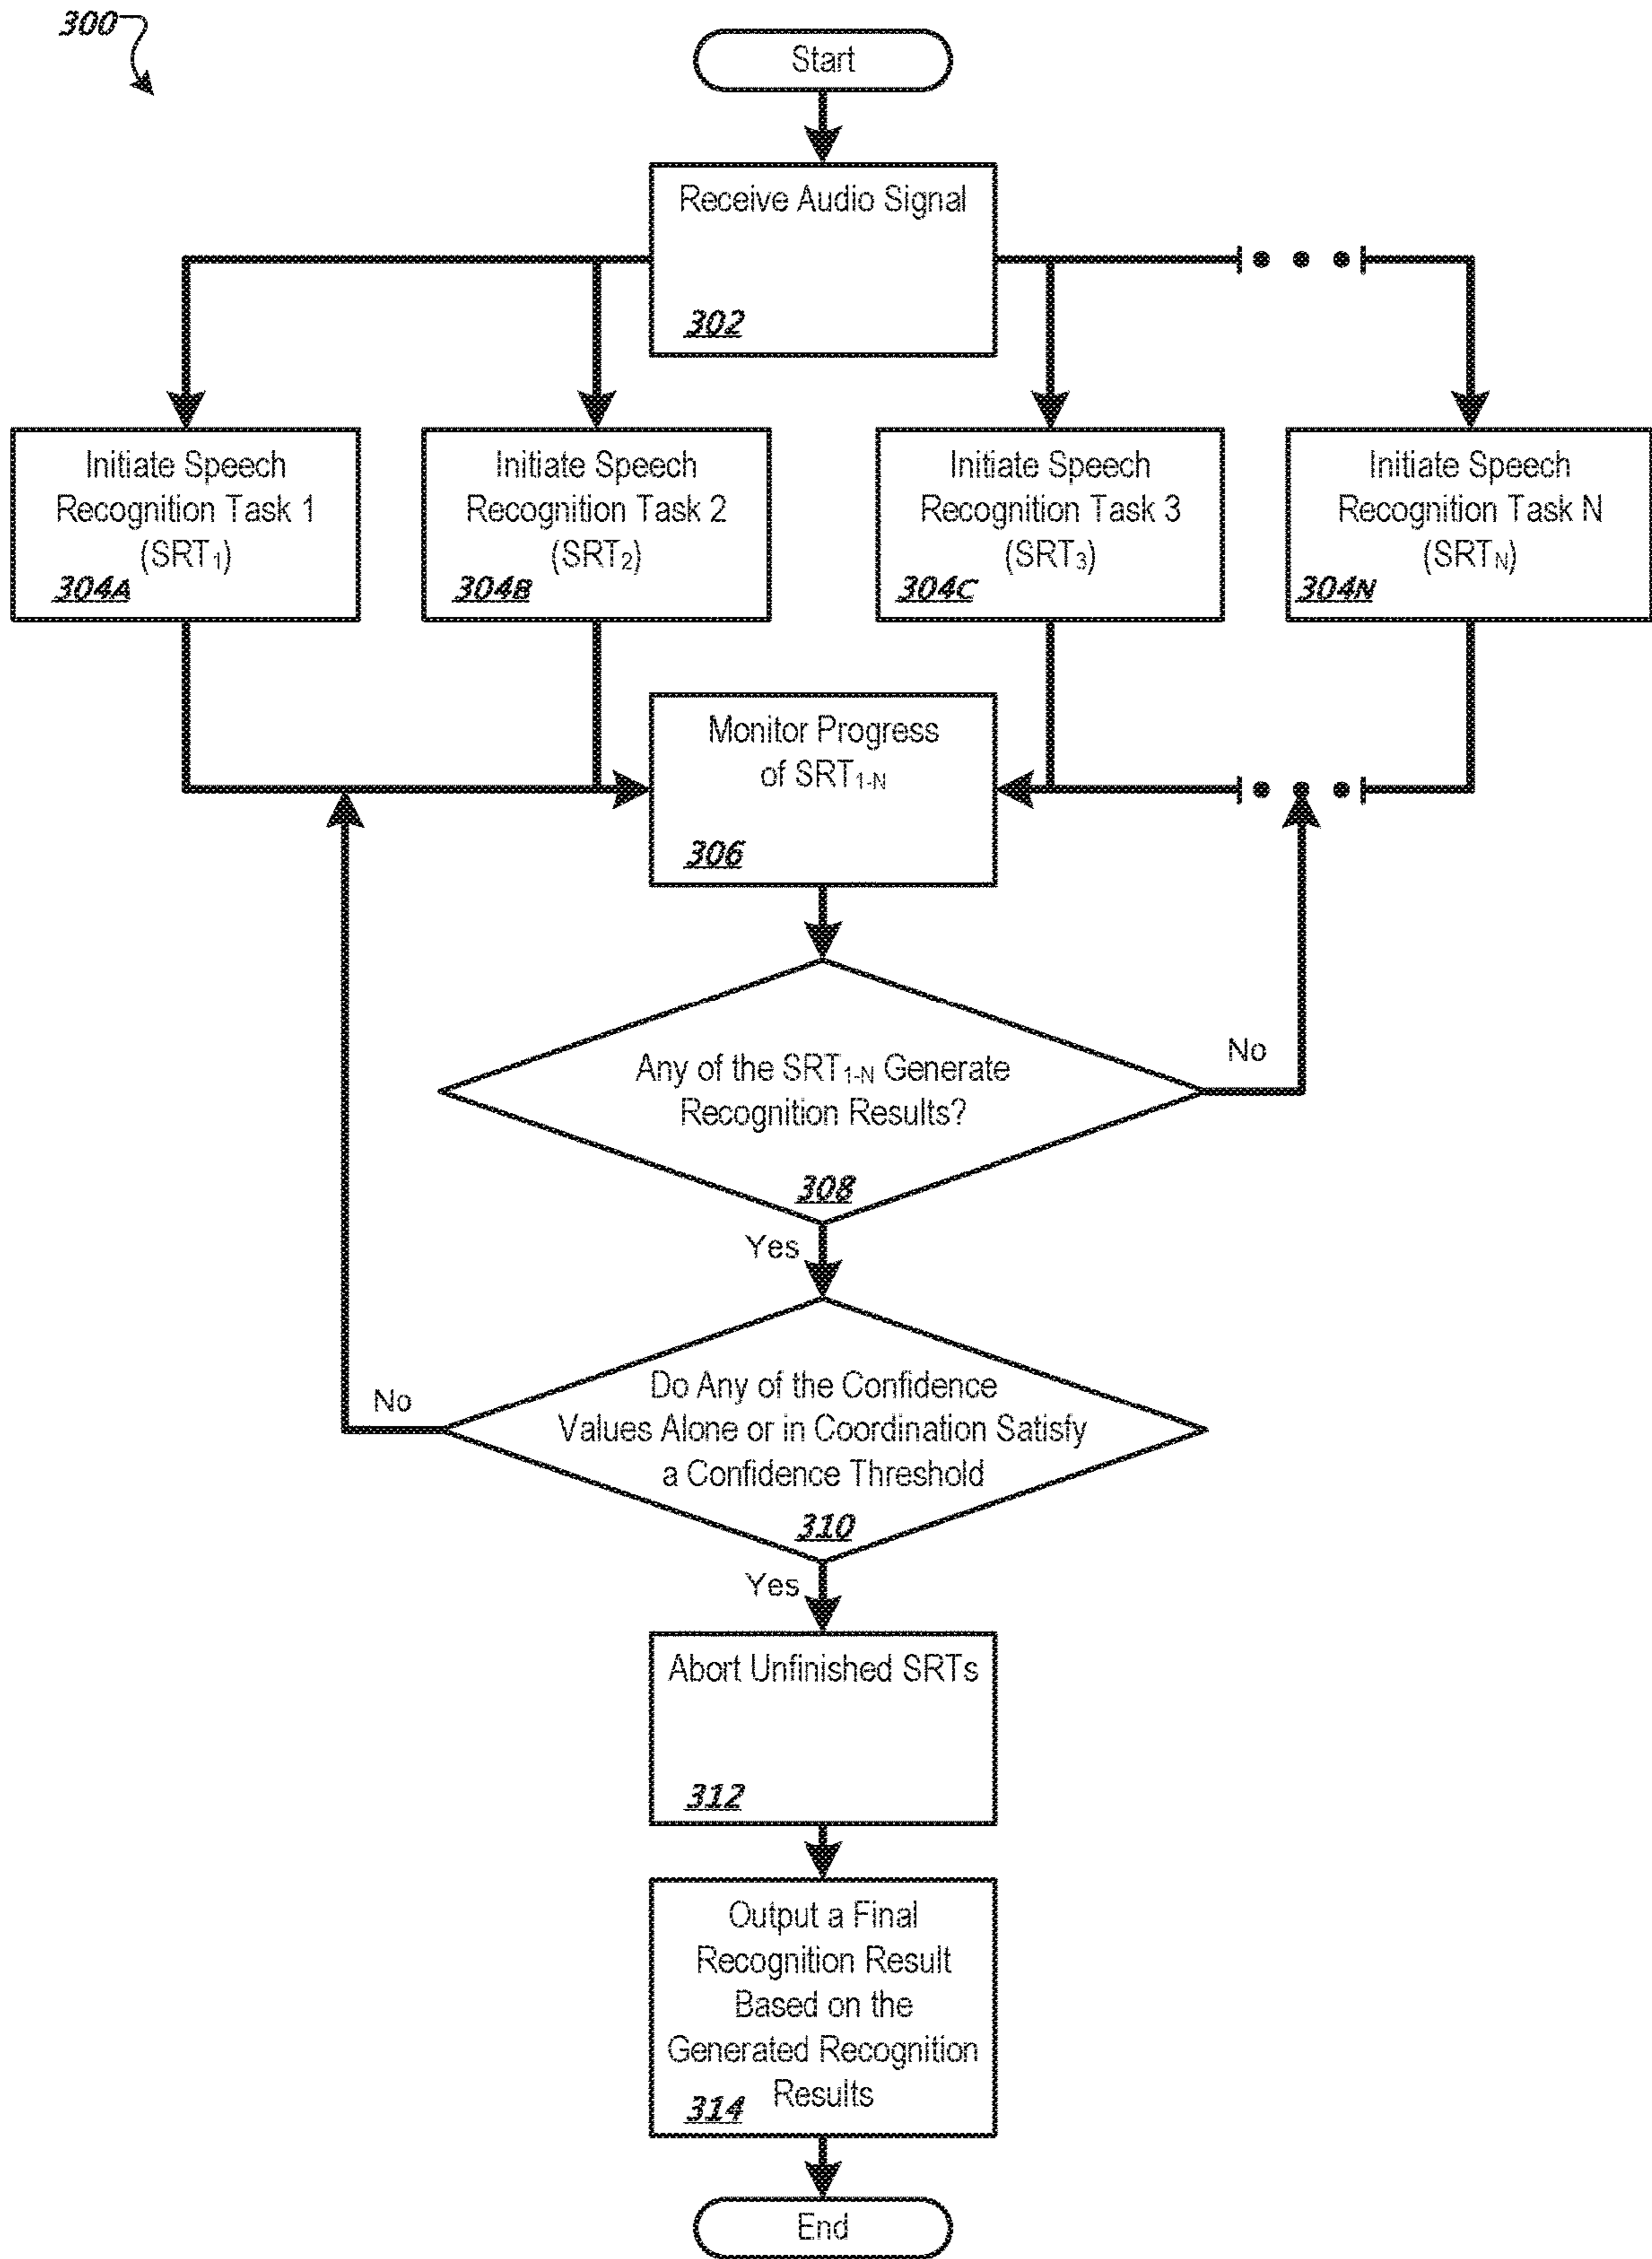 300
Start
Receive Audio Signal
302
Initiate Speech
Recognition Task 1
(SRT₁)
304A
Initiate Speech
Recognition Task 2
(SRT₂)
304B
Initiate Speech
Recognition Task 3
(SRT₃)
304C
Initiate Speech
Recognition Task N
(SRTN)
304N
Monitor Progress
of SRT1-N
306
Any of the SRT1-N Generate
Recognition Results?
308
No
Yes
Do Any of the Confidence
Values Alone or in Coordination Satisfy
a Confidence Threshold
310
No
Yes
Abort Unfinished SRTs
312
Output a Final
Recognition Result
Based on the
Generated Recognition
Results
314
End